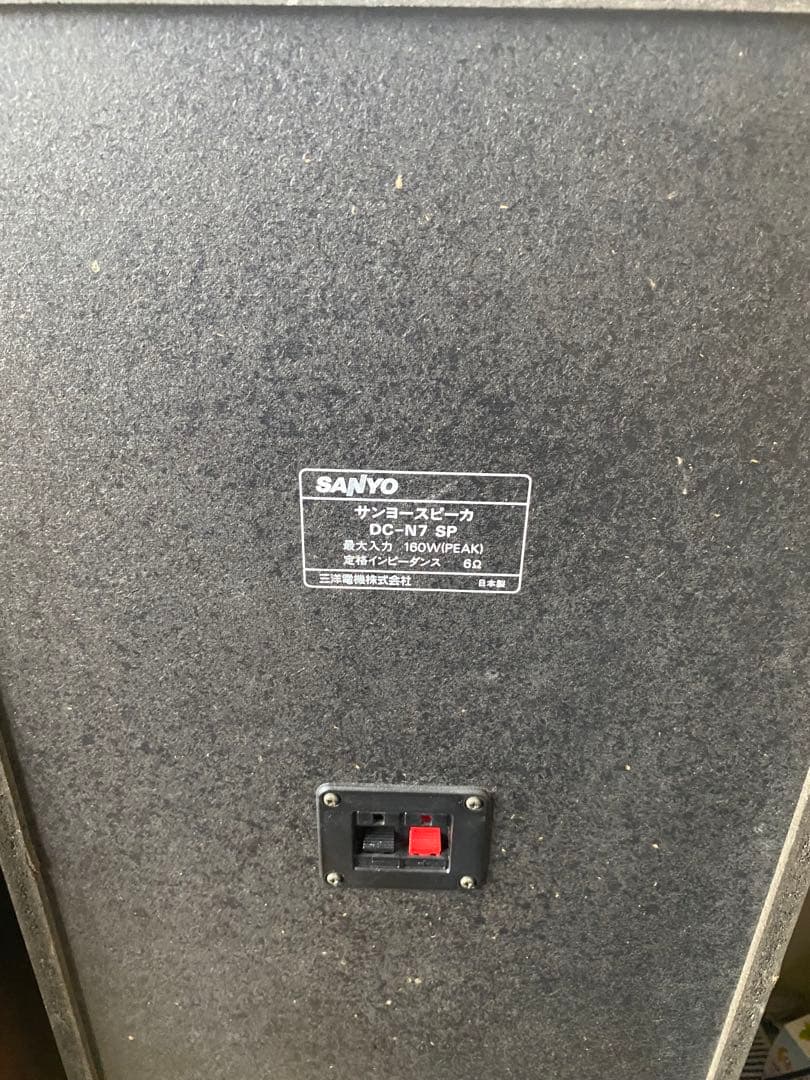 SANYO
サンヨースピーカ
DC-N7 SP
最大入力 160W(PEAK)
定格インピーダンス 6Ω
三洋電機株式会社 日本製